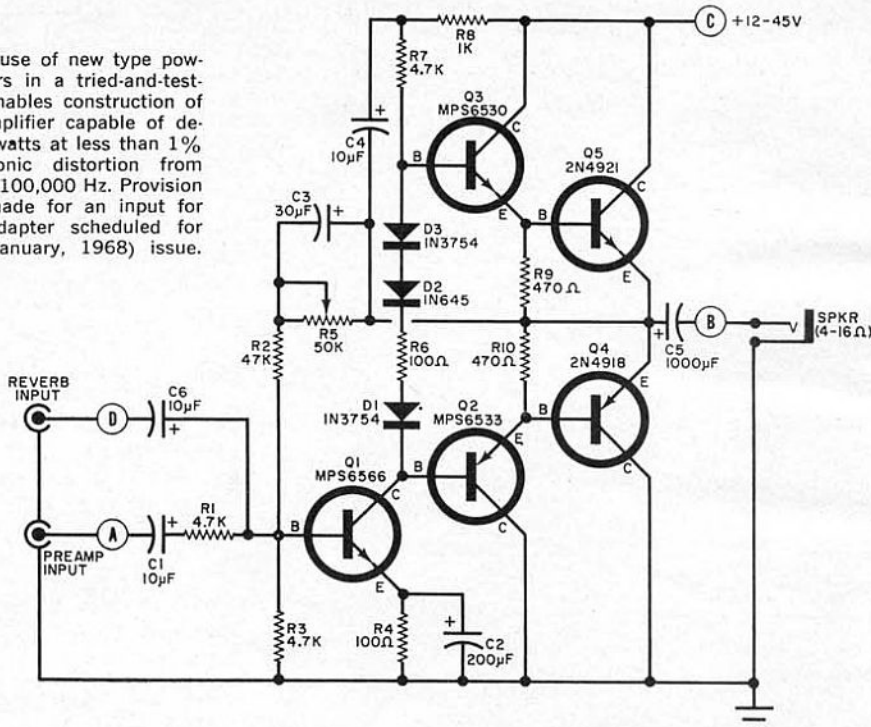 use of new type pow-
rs in a tried-and-test-
nables construction of
plifier capable of de-
watts at less than 1%
onic distortion from
100,000 Hz. Provision
nade for an input for
dapter scheduled for
anuary, 1968) issue.
R8
1K
C
+12-45V
R7
4.7K
Q3
MPS6530
C
B
E
Q5
2N4921
C
B
E
C4
10µF
+
C3
30µF
+
D3
IN3754
D2
IN645
R9
470Ω
R5
50K
R2
47K
R6
100Ω
R10
470Ω
+
C5
1000µF
B
V
SPKR
(4-16Ω)
Q4
2N4918
E
B
C
D1
IN3754
Q2
MPS6533
E
B
C
REVERB
INPUT
D
C6
10µF
+
Q1
MPS6566
C
B
E
R1
4.7K
A
+
C1
10µF
PREAMP
INPUT
R3
4.7K
R4
100Ω
+
C2
200µF